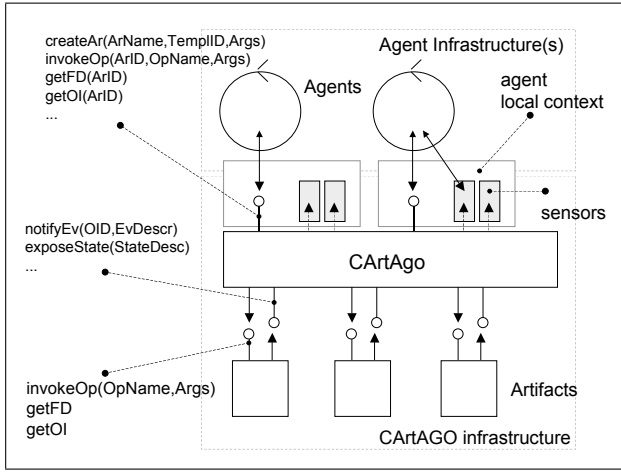 createAr(ArName,TemplID,Args)
invokeOp(ArID,OpName,Args)
getFD(ArID)
getOI(ArID)
...
Agents
Agent Infrastructure(s)
agent
local context
sensors
notifyEv(OID,EvDescr)
exposeState(StateDesc)
...
CArtAgo
invokeOp(OpName,Args)
getFD
getOI
Artifacts
CArtAGO infrastructure